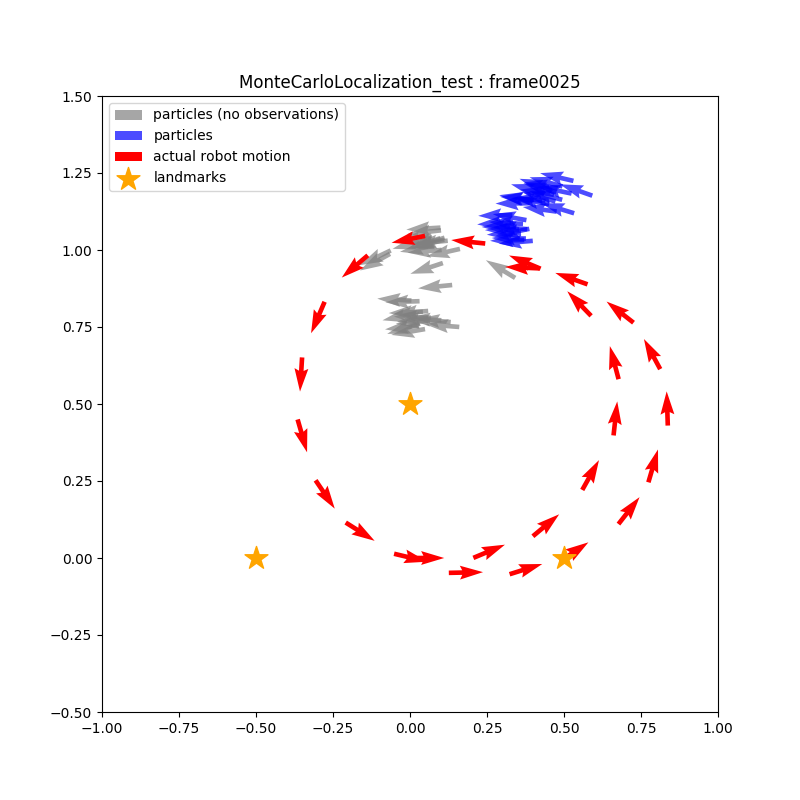 MonteCarloLocalization_test : frame0025
particles (no observations)
particles
actual robot motion
landmarks
1.50
1.25
1.00
0.75
0.50
0.25
0.00
−0.25
−0.50
−1.00 −0.75 −0.50 −0.25 0.00 0.25 0.50 0.75 1.00